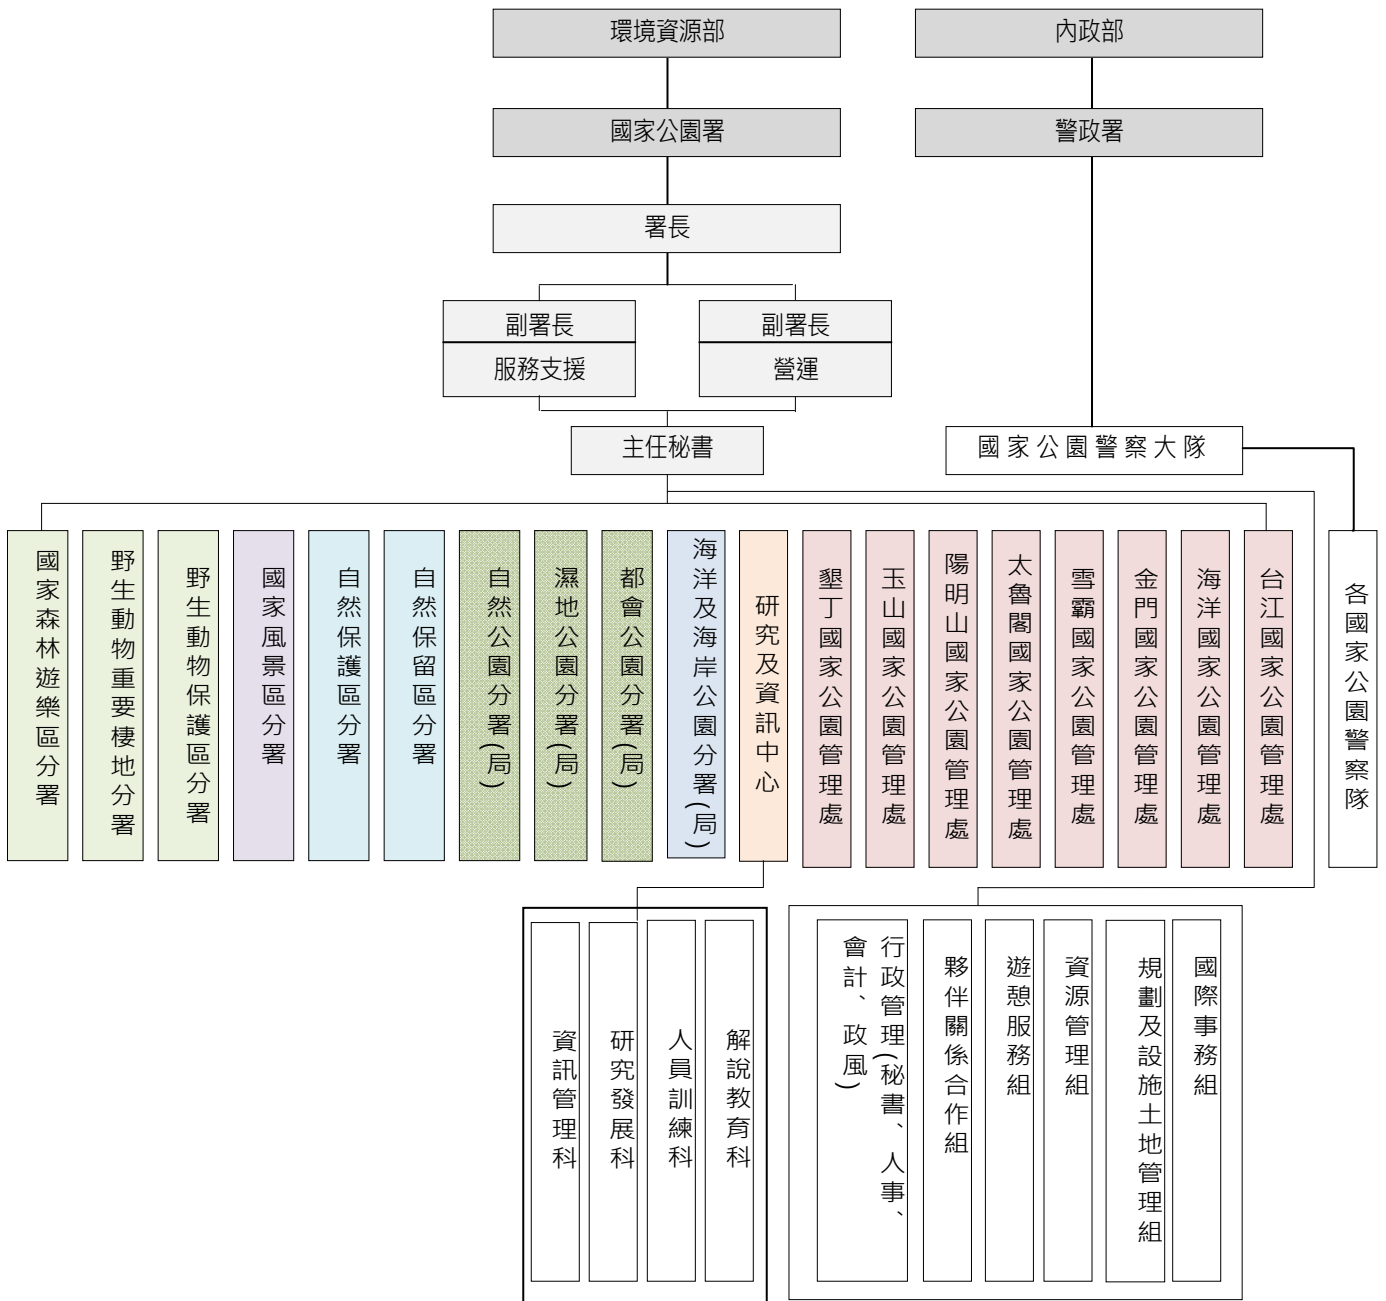 環境資源部
內政部
國家公園署
警政署
署長
副署長
服務支援
副署長
營運
主任秘書
國家公園警察大隊
國家森林遊樂區分署
野生動物重要棲地分署
野生動物保護區分署
國家風景區分署
自然保護區分署
自然保留區分署
自然公園分署(局)
濕地公園分署(局)
都會公園分署(局)
海洋及海岸公園分署(局)
研究及資訊中心
墾丁國家公園管理處
玉山國家公園管理處
陽明山國家公園管理處
太魯閣國家公園管理處
雪霸國家公園管理處
金門國家公園管理處
海洋國家公園管理處
台江國家公園管理處
各國家公園警察隊
資訊管理科
研究發展科
人員訓練科
解說教育科
行政管理(秘書、人事、
會計、政風)
夥伴關係合作組
遊憩服務組
資源管理組
規劃及設施土地管理組
國際事務組